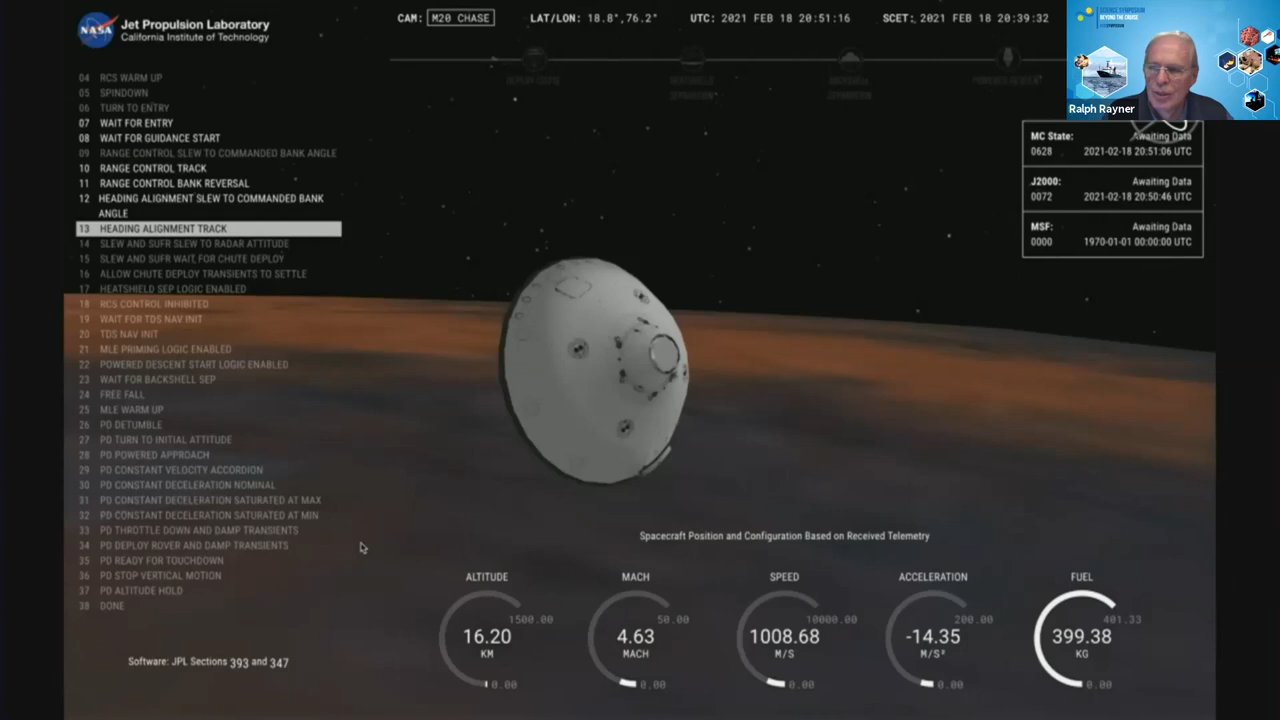 NASA
Jet Propulsion Laboratory
California Institute of Technology
CAM: M20 CHASE
LAT/LON: 18.8°,76.2°
UTC: 2021 FEB 18 20:51:16
SCET: 2021 FEB 18 20:39:32
SCIENCE SYMPOSIUM
BEYOND THE CRUISE
Ralph Rayner
04 RCS WARM UP
05 SPINDOWN
06 TURN TO ENTRY
07 WAIT FOR ENTRY
08 WAIT FOR GUIDANCE START
09 RANGE CONTROL SLEW TO COMMANDED BANK ANGLE
10 RANGE CONTROL TRACK
11 RANGE CONTROL BANK REVERSAL
12 HEADING ALIGNMENT SLEW TO COMMANDED BANK
ANGLE
13 HEADING ALIGNMENT TRACK
14 SLEW AND SUFR SLEW TO RADAR ATTITUDE
15 SLEW AND SUFR WAIT FOR CHUTE DEPLOY
16 ALLOW CHUTE DEPLOY TRANSIENTS TO SETTLE
17 HEATSHIELD SEP LOGIC ENABLED
18 RCS CONTROL INHIBITED
19 WAIT FOR TDS NAV INIT
20 TDS NAV INIT
21 MLE PRIMING LOGIC ENABLED
22 POWERED DESCENT START LOGIC ENABLED
23 WAIT FOR BACKSHELL SEP
24 FREE FALL
25 MLE WARM UP
26 PD DETUMBLE
27 PD TURN TO INITIAL ATTITUDE
28 PD POWERED APPROACH
29 PD CONSTANT VELOCITY ACCORDION
30 PD CONSTANT DECELERATION NOMINAL
31 PD CONSTANT DECELERATION SATURATED AT MAX
32 PD CONSTANT DECELERATION SATURATED AT MIN
33 PD THROTTLE DOWN AND DAMP TRANSIENTS
34 PD DEPLOY ROVER AND DAMP TRANSIENTS
35 PD READY FOR TOUCHDOWN
36 PD STOP VERTICAL MOTION
37 PD ALTITUDE HOLD
38 DONE
Software: JPL Sections 393 and 347
MC State: Awaiting Data
0628 2021-02-18 20:51:06 UTC
J2000: Awaiting Data
0072 2021-02-18 20:50:46 UTC
MSF: Awaiting Data
0000 1970-01-01 00:00:00 UTC
Spacecraft Position and Configuration Based on Received Telemetry
ALTITUDE
1500.00
16.20
KM
0.00
MACH
50.00
4.63
MACH
0.00
SPEED
10000.00
1008.68
M/S
0.00
ACCELERATION
200.00
-14.35
M/S²
0.00
FUEL
401.33
399.38
KG
0.00